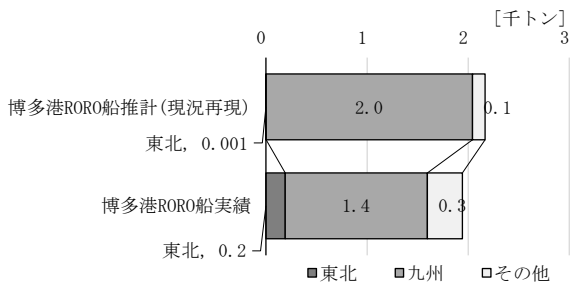 [千トン]
0 1 2 3
博多港RORO船推計(現況再現) 2.0 0.1
東北, 0.001
博多港RORO船実績 1.4 0.3
東北, 0.2
■東北 ■九州 □その他